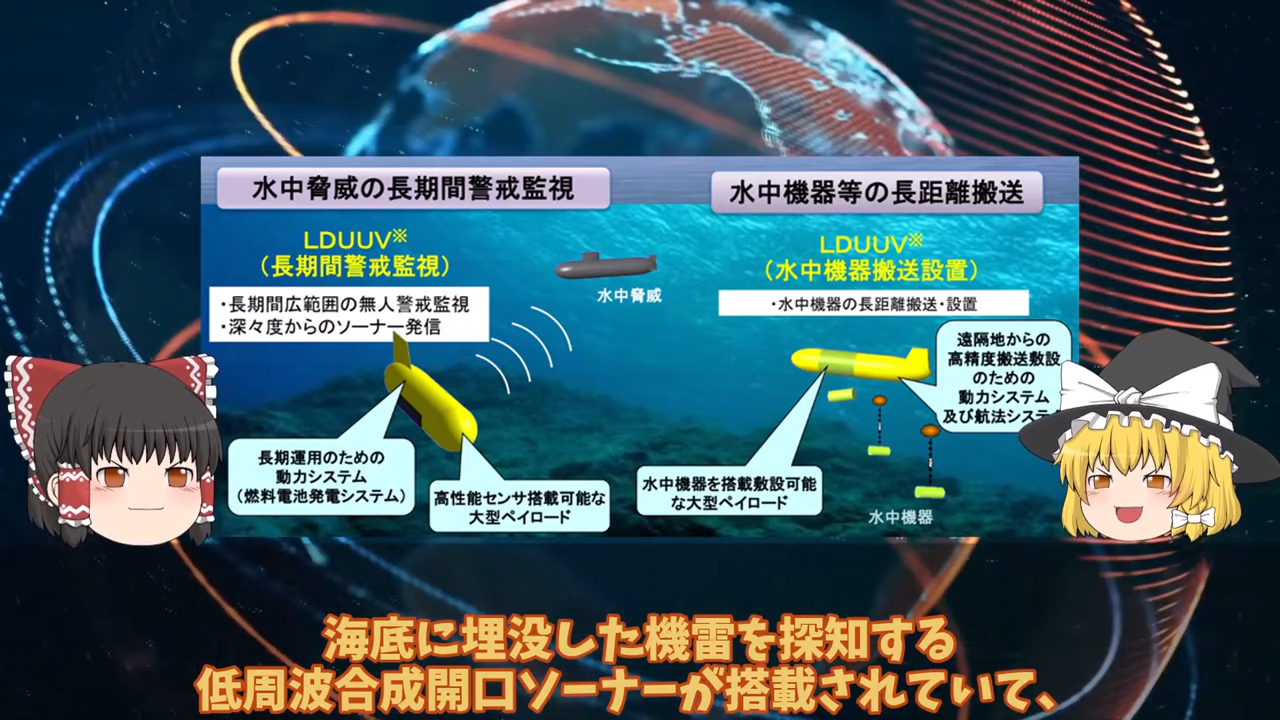 水中脅威の長期間警戒監視
水中機器等の長距離搬送
LDUUV※
(長期間警戒監視)
・長期間広範囲の無人警戒監視
・深々度からのソーナー発信
水中脅威
長期運用のための
動力システム
(燃料電池発電システム)
高性能センサ搭載可能な
大型ペイロード
LDUUV※
(水中機器搬送設置)
・水中機器の長距離搬送・設置
遠隔地からの
高精度搬送敷設
のための
動力システム
及び航法システ
水中機器を搭載敷設可能
な大型ペイロード
水中機器
海底に埋没した機雷を探知する
低周波合成開口ソーナーが搭載されていて、